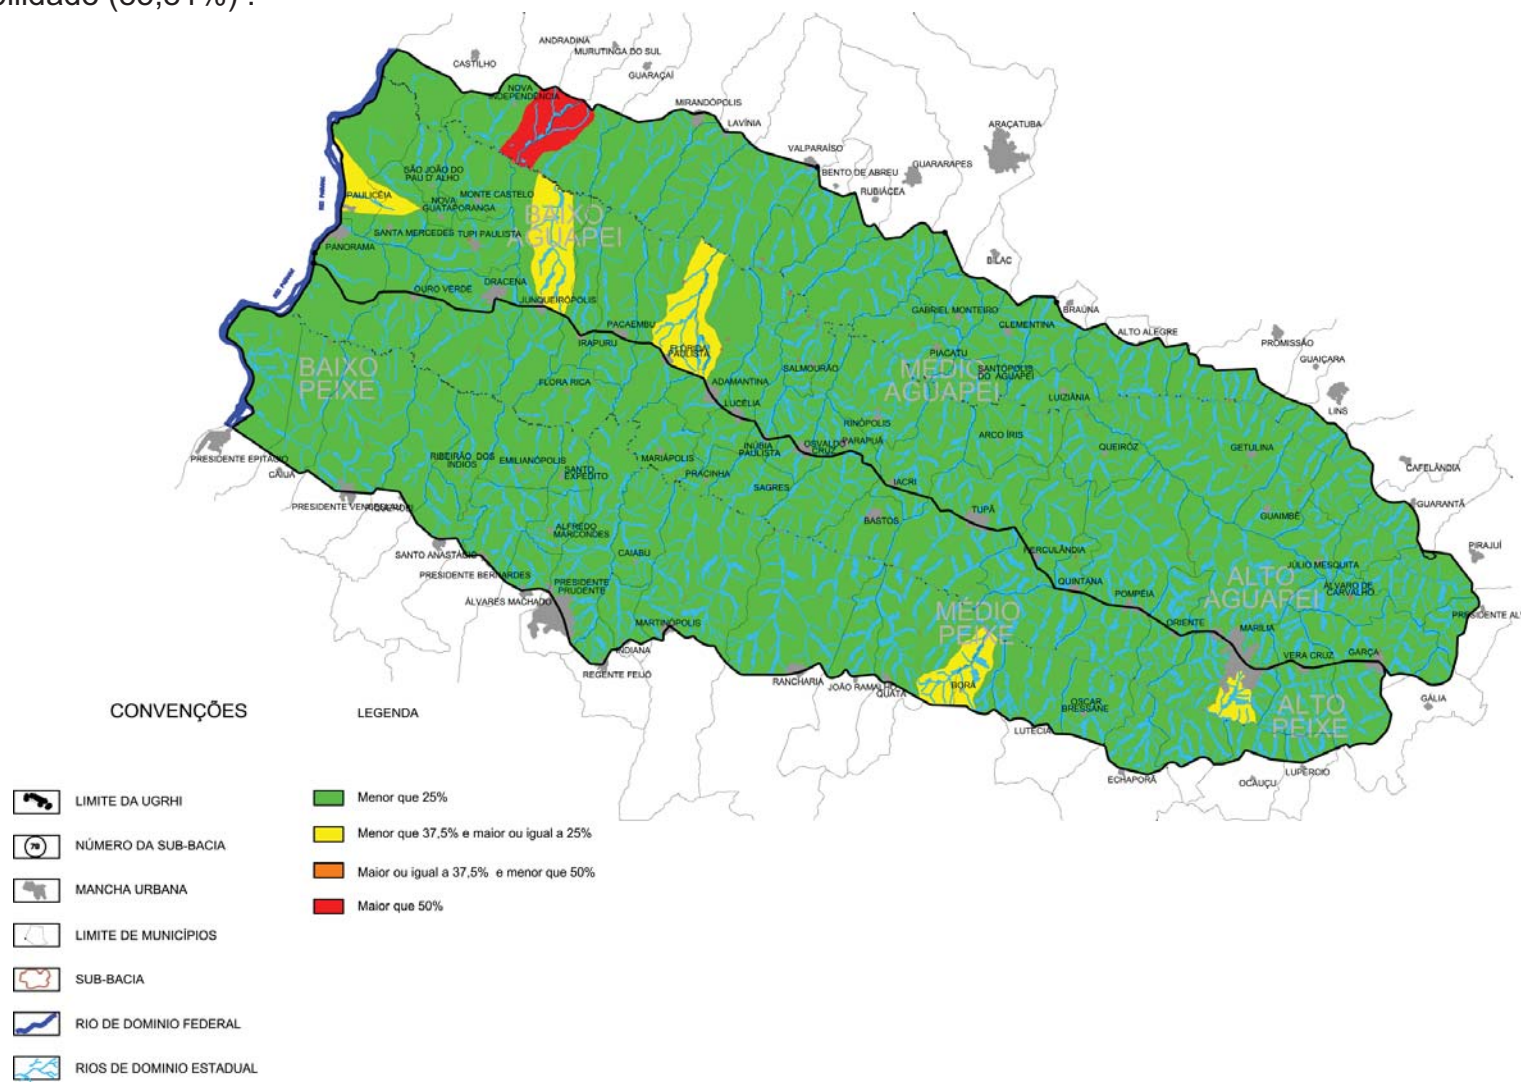 ANDRADINA
MURUTINGA DO SUL
CASTILHO
GUARAÇAÍ
NOVA
INDEPENDÊNCIA
MIRANDÓPOLIS
LAVÍNIA
ARAÇATUBA
VALPARAÍSO
GUARARAPES
BENTO DE ABREU
RUBIÁCEA
SÃO JOÃO DO
PAU D' ALHO
PAULICÉIA
MONTE CASTELO
NOVA
GUATAPORANGA
BAIXO
AGUAPEI
SANTA MERCEDES
TUPI PAULISTA
PANORAMA
BILAC
OURO VERDE
DRACENA
JUNQUEIRÓPOLIS
GABRIEL MONTEIRO
BRAÚNA
PACAEMBU
CLEMENTINA
ALTO ALEGRE
IRAPURU
PROMISSÃO
FLÓRIDA
PAULISTA
PIACATU
GUAIÇARA
BAIXO
PEIXE
SALMOURÃO
MÉDIO
AGUAPEI
SANTÓPOLIS
DO AGUAPEÍ
FLORA RICA
ADAMANTINA
LUCÉLIA
LUIZIÂNIA
LINS
RINÓPOLIS
ARCO ÍRIS
OSVALDO
CRUZ
PARAPUÃ
INÚBIA
PAULISTA
QUEIRÓZ
GETULINA
PRESIDENTE EPITÁCIO
RIBEIRÃO DOS
ÍNDIOS
EMILIANÓPOLIS
MARIÁPOLIS
SANTO
EXPEDITO
PRACINHA
CAFELÂNDIA
CAIUÁ
SAGRES
IACRI
PRESIDENTE VENCESLAU
GUARANTÃ
TUPÃ
BASTOS
GUAIMBÊ
ALFREDO
MARCONDES
PIRAJUÍ
SANTO ANASTÁCIO
CAIABU
HERCULÂNDIA
JÚLIO MESQUITA
PRESIDENTE BERNARDES
PRESIDENTE
PRUDENTE
QUINTANA
ALTO
AGUAPEI
ÁLVARO DE
CARVALHO
POMPÉIA
ÁLVARES MACHADO
MÉDIO
PEIXE
PRESIDENTE AL
MARTINÓPOLIS
ORIENTE
MARÍLIA
INDIANA
VERA CRUZ
GARÇA
REGENTE FEIJÓ
RANCHARIA
JOÃO RAMALHO
QUATÁ
BORÁ
GÁLIA
OSCAR
BRESSANE
ALTO
PEIXE
LUTÉCIA
ECHAPORÃ
LUPÉRCIO
OCAUÇU
CONVENÇÕES
LIMITE DA UGRHI
NÚMERO DA SUB-BACIA
MANCHA URBANA
LIMITE DE MUNICÍPIOS
SUB-BACIA
RIO DE DOMINIO FEDERAL
RIOS DE DOMINIO ESTADUAL
LEGENDA
Menor que 25%
Menor que 37,5% e maior ou igual a 25%
Maior ou igual a 37,5% e menor que 50%
Maior que 50%